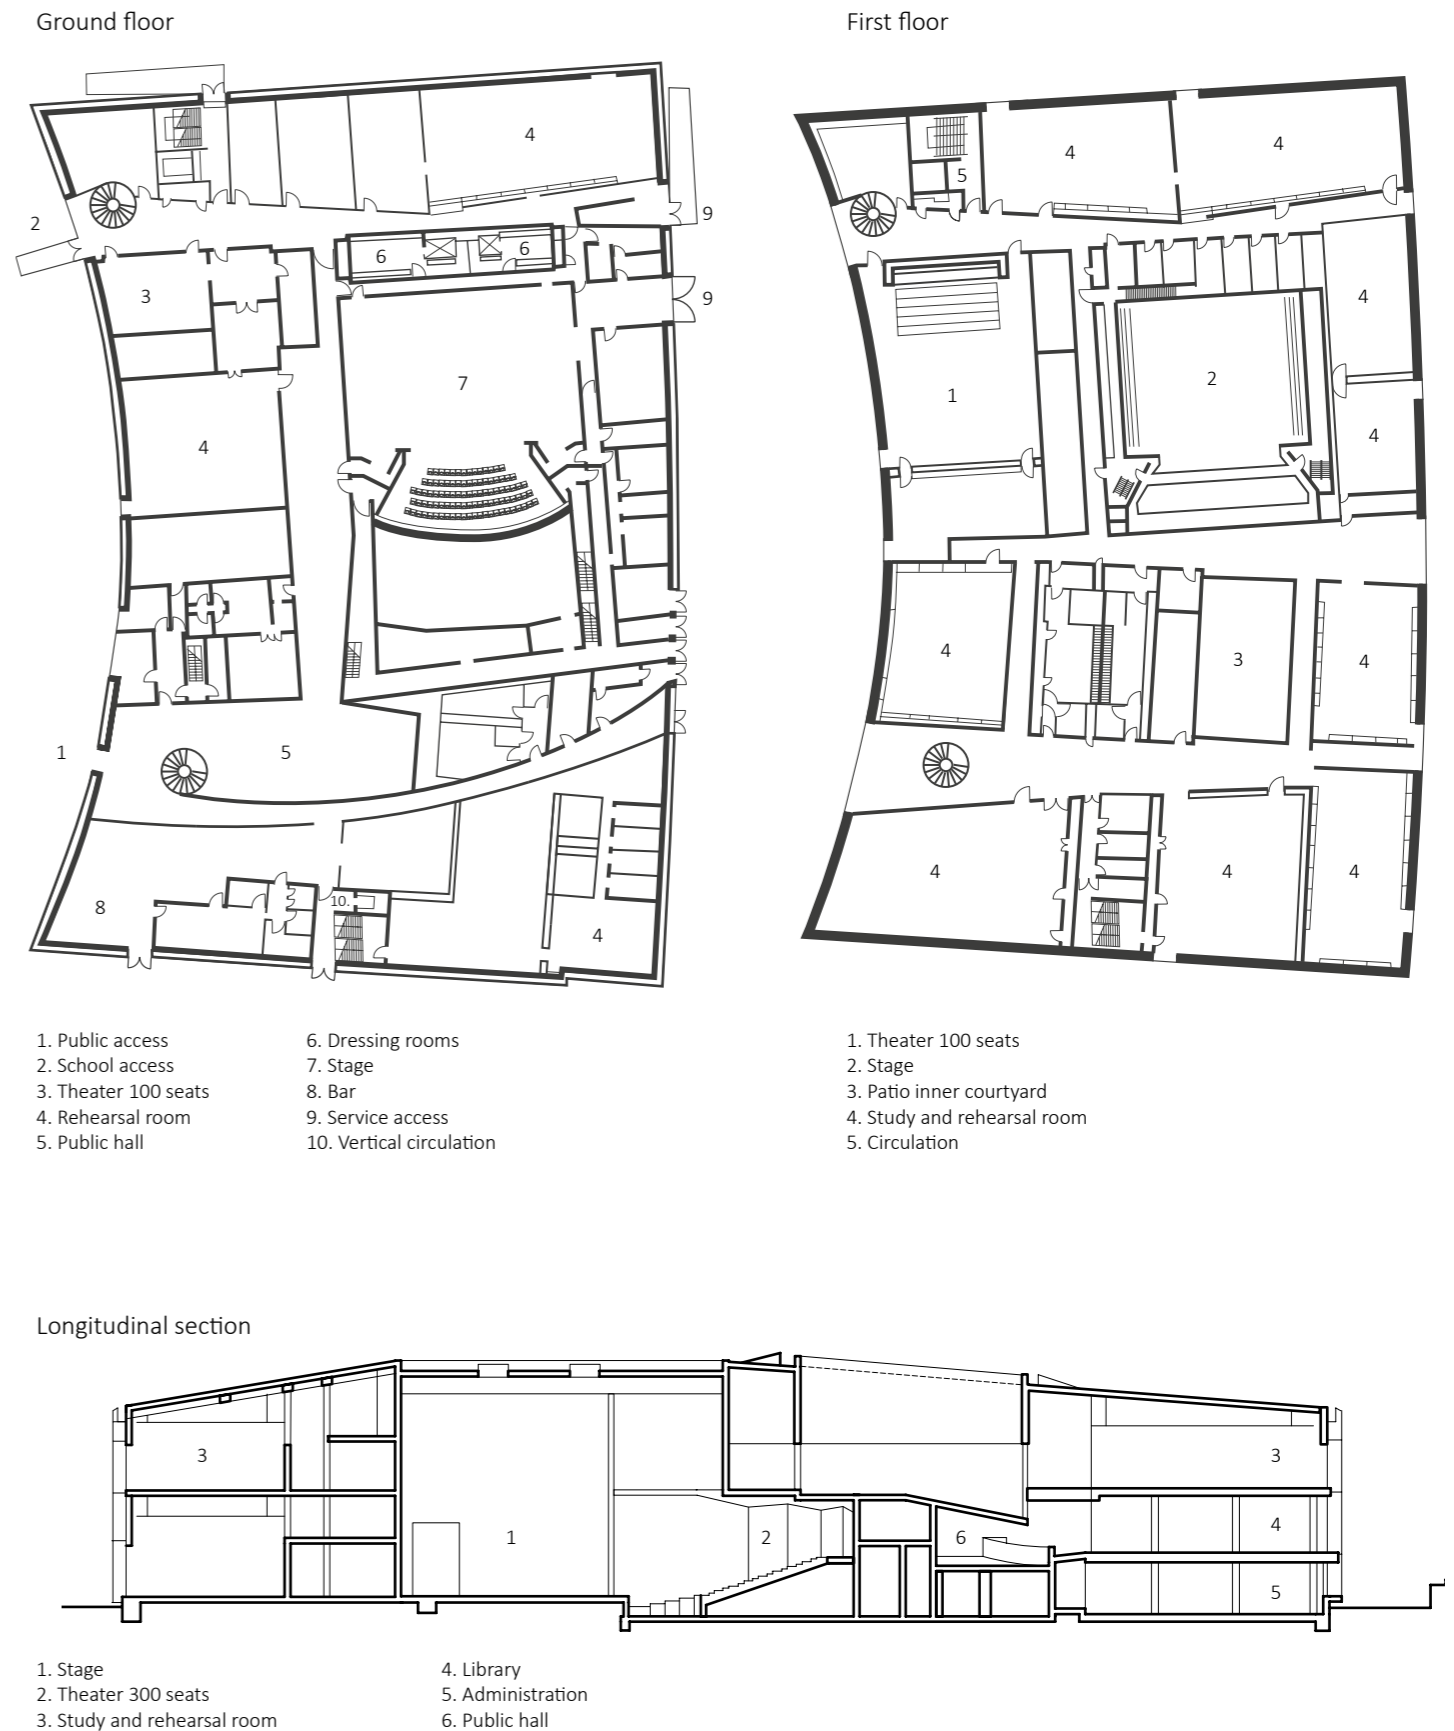 Ground floor
First floor
4
4
4
5
2
9
6
6
3
9
4
7
1
2
4
4
4
3
4
1
5
4
4
4
8
10.
4
1. Public access
2. School access
3. Theater 100 seats
4. Rehearsal room
5. Public hall
6. Dressing rooms
7. Stage
8. Bar
9. Service access
10. Vertical circulation
1. Theater 100 seats
2. Stage
3. Patio inner courtyard
4. Study and rehearsal room
5. Circulation
Longitudinal section
3
3
1
2
6
4
5
1. Stage
2. Theater 300 seats
3. Study and rehearsal room
4. Library
5. Administration
6. Public hall